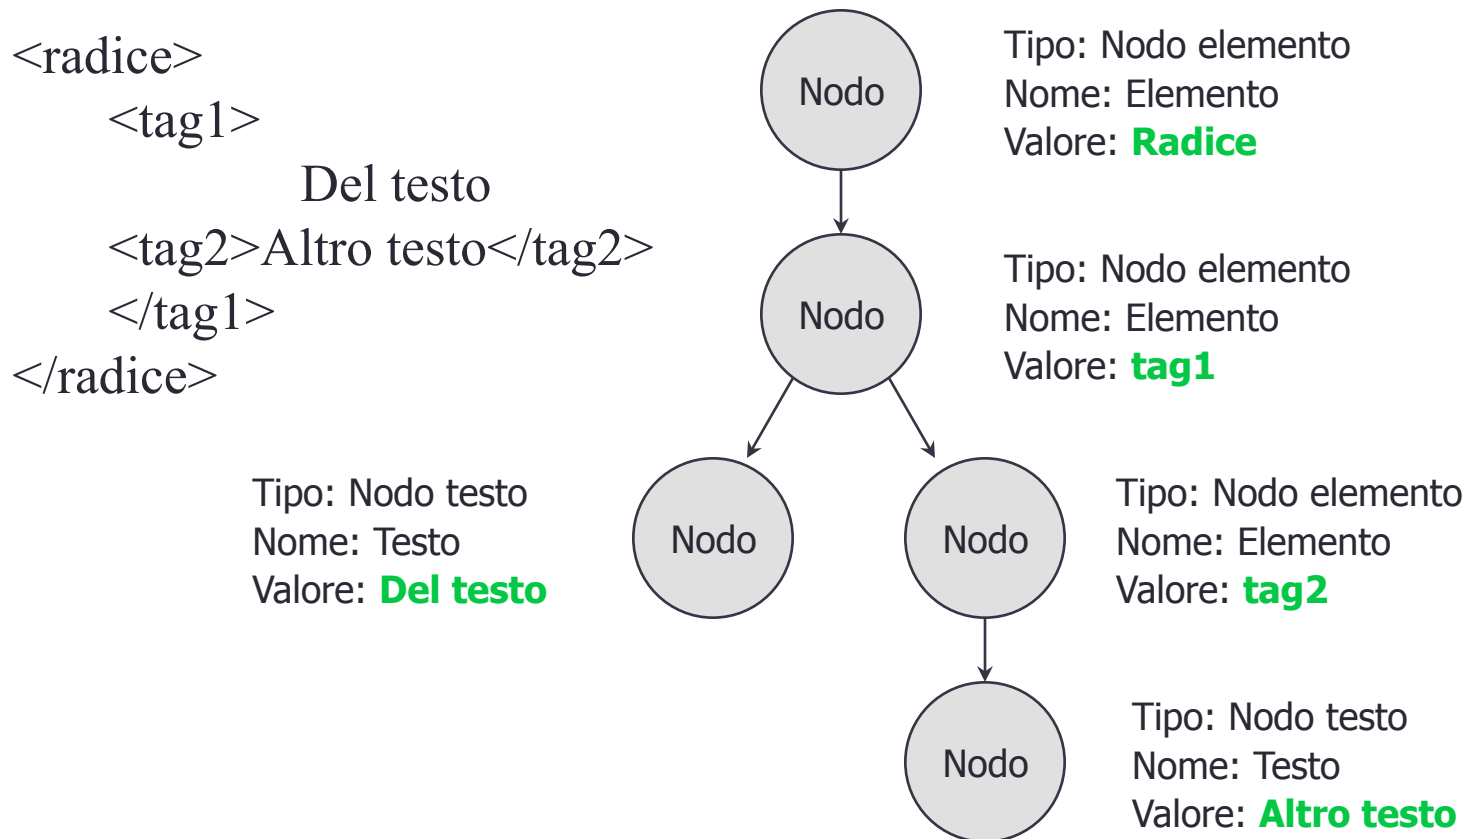 <radice>
<tag1>
Del testo
<tag2>Altro testo</tag2>
</tag1>
</radice>
Nodo
Tipo: Nodo elemento
Nome: Elemento
Valore: Radice
Nodo
Tipo: Nodo elemento
Nome: Elemento
Valore: tag1
Tipo: Nodo testo
Nome: Testo
Valore: Del testo
Nodo
Nodo
Tipo: Nodo elemento
Nome: Elemento
Valore: tag2
Nodo
Tipo: Nodo testo
Nome: Testo
Valore: Altro testo